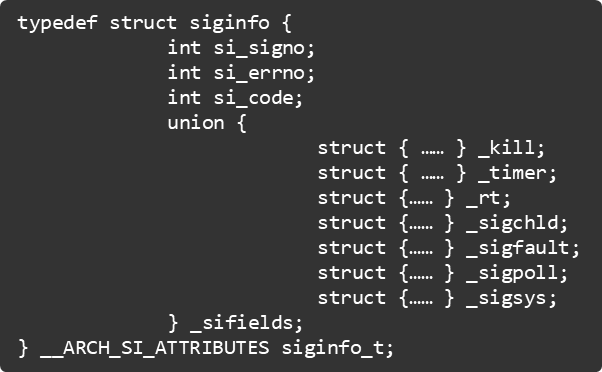 typedef struct siginfo {
int si_signo;
int si_errno;
int si_code;
union {
struct { …… } _kill;
struct { …… } _timer;
struct {…… } _rt;
struct {…… } _sigchld;
struct {…… } _sigfault;
struct {…… } _sigpoll;
struct {…… } _sigsys;
} _sifields;
} __ARCH_SI_ATTRIBUTES siginfo_t;